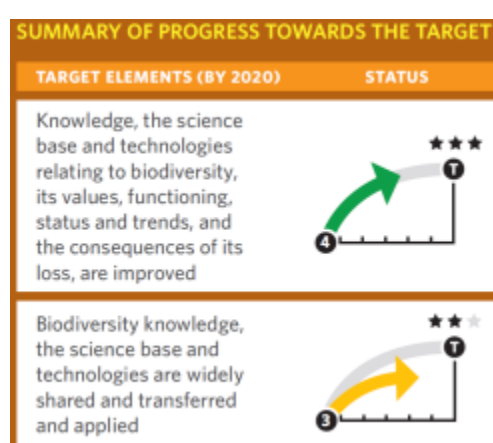 SUMMARY OF PROGRESS TOWARDS THE TARGET
TARGET ELEMENTS (BY 2020) STATUS
Knowledge, the science
base and technologies
relating to biodiversity,
its values, functioning,
status and trends, and
the consequences of its
loss, are improved
T
4
Biodiversity knowledge,
the science base and
technologies are widely
shared and transferred
and applied
T
3